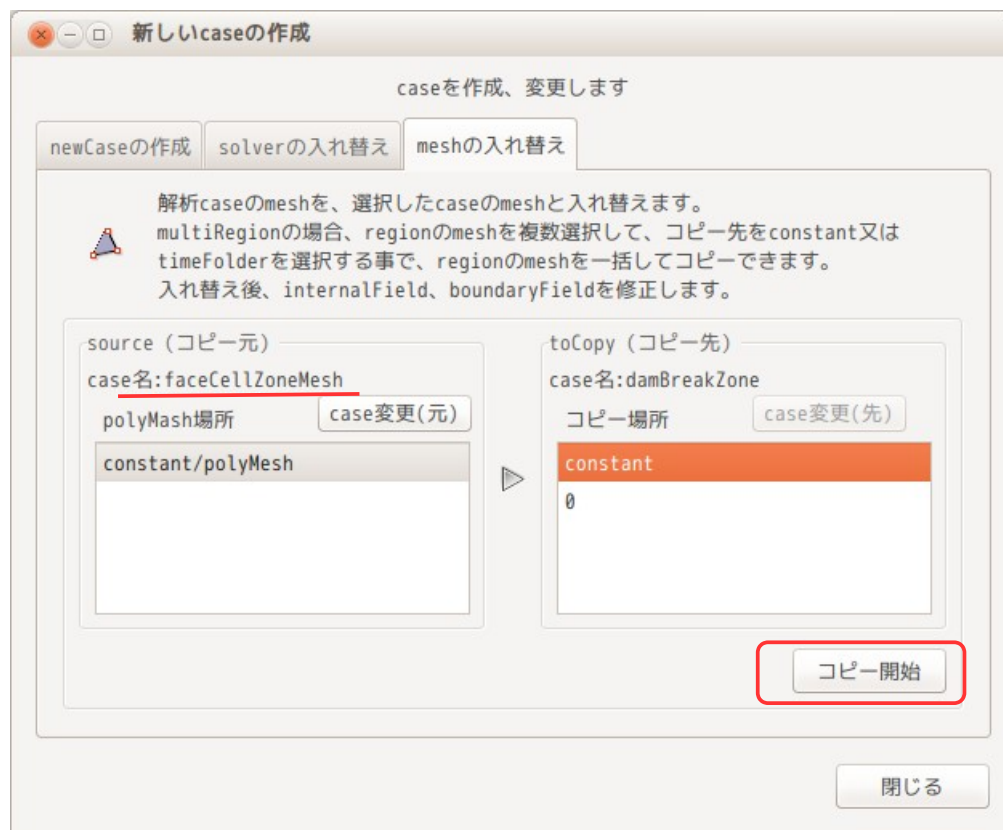 新しいcaseの作成
caseを作成、変更します
newCaseの作成 solverの入れ替え meshの入れ替え
解析caseのmeshを、選択したcaseのmeshと入れ替えます。
multiRegionの場合、regionのmeshを複数選択して、コピー先をconstant又は
timeFolderを選択する事で、regionのmeshを一括してコピーできます。
入れ替え後、internalField、boundaryFieldを修正します。
source (コピー元)
case名:faceCellZoneMesh
polyMash場所 case変更(元)
constant/polyMesh
toCopy (コピー先)
case名:damBreakZone
コピー場所 case変更(先)
constant
0
コピー開始
閉じる